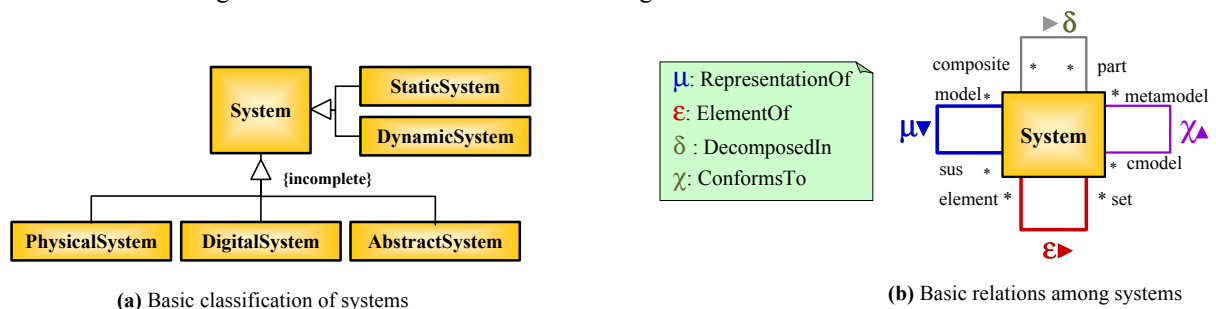 System
StaticSystem
DynamicSystem
{incomplete}
PhysicalSystem
DigitalSystem
AbstractSystem
(a) Basic classification of systems
μ: RepresentationOf
ε: ElementOf
δ : DecomposedIn
χ: ConformsTo
►δ
composite * * part
model * * metamodel
μ▼ System χ▲
sus * * cmodel
element * * set
ε►
(b) Basic relations among systems